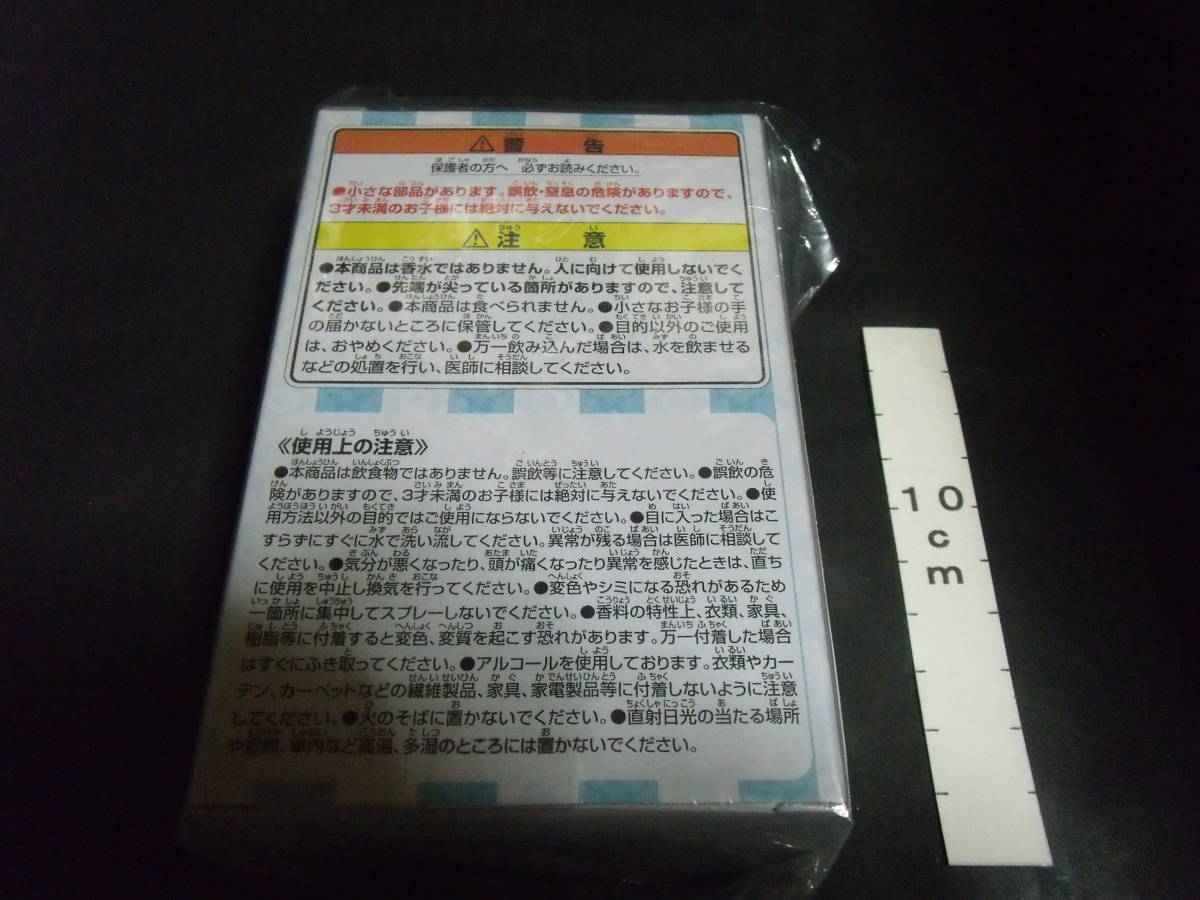 ⚠警告
保護者の方へ 必ずお読みください。
●小さな部品があります。誤飲・窒息の危険がありますので、
3才未満のお子様には絶対に与えないでください。
⚠注意
●本商品は香水ではありません。人に向けて使用しないでく
ださい。●先端が尖っている箇所がありますので、注意して
ください。●本商品は食べられません。●小さなお子様の手
の届かないところに保管してください。●目的以外のご使用
は、おやめください。●万一飲み込んだ場合は、水を飲ませる
などの処置を行い、医師に相談してください。
《使用上の注意》
●本商品は飲食物ではありません。誤飲等に注意してください。●誤飲の危
険がありますので、3才未満のお子様には絶対に与えないでください。●使
用方法以外の目的ではご使用にならないでください。●目に入った場合はこ
すらずにすぐに水で洗い流してください。異常が残る場合は医師に相談して
ください。●気分が悪くなったり、頭が痛くなったり異常を感じたときは、直ち
に使用を中止し換気を行ってください。●変色やシミになる恐れがあるため
一箇所に集中してスプレーしないでください。●香料の特性上、衣類、家具、
樹脂等に付着すると変色、変質を起こす恐れがあります。万一付着した場合
はすぐにふき取ってください。●アルコールを使用しております。衣類やカー
テン、カーペットなどの繊維製品、家具、家電製品等に付着しないように注意
してください。●火のそばに置かないでください。●直射日光の当たる場所
や窓際、車内など高温、多湿のところには置かないでください。
10
cm